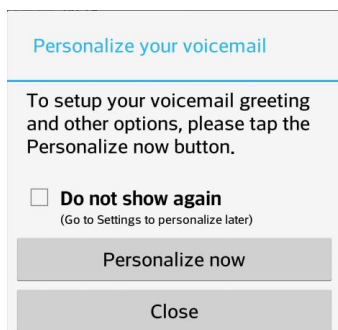 Personalize your voicemail
To setup your voicemail greeting
and other options, please tap the
Personalize now button.
Do not show again
(Go to Settings to personalize later)
Personalize now
Close